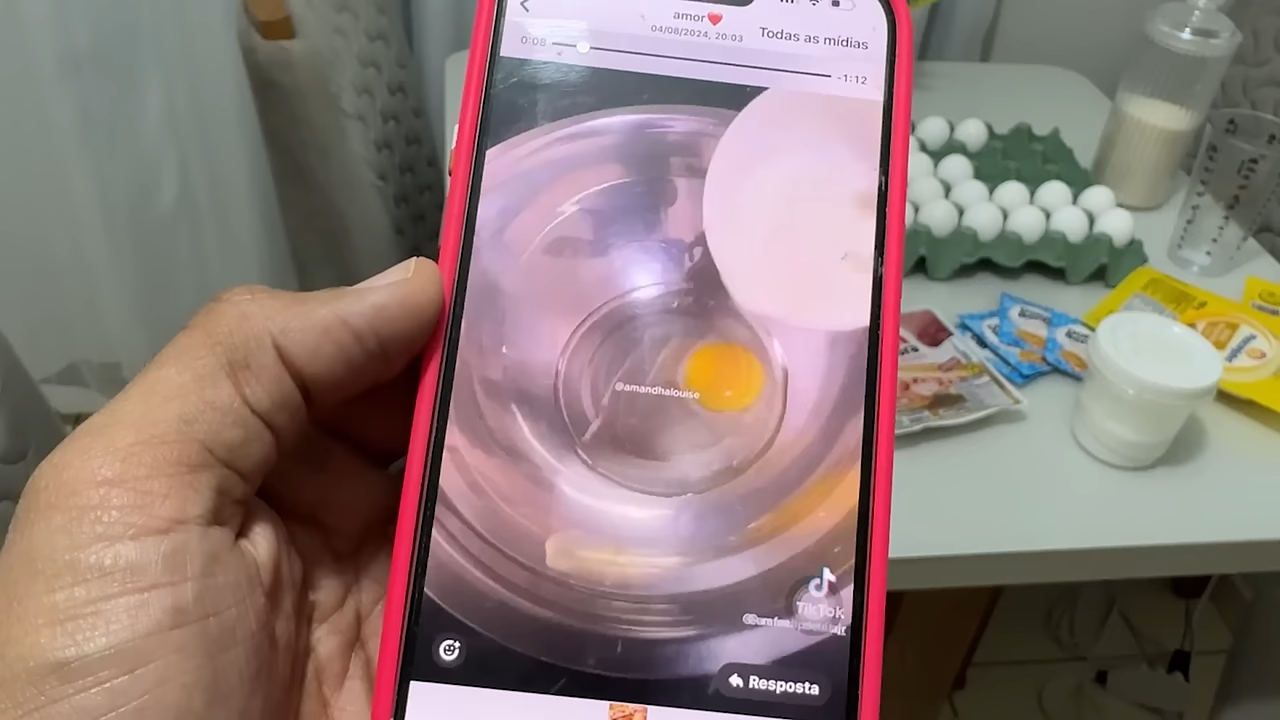 amor❤️
04/08/2024, 20:03
Todas as mídias
0:08
-1:12
@amandhalouise
TikTok
Resposta